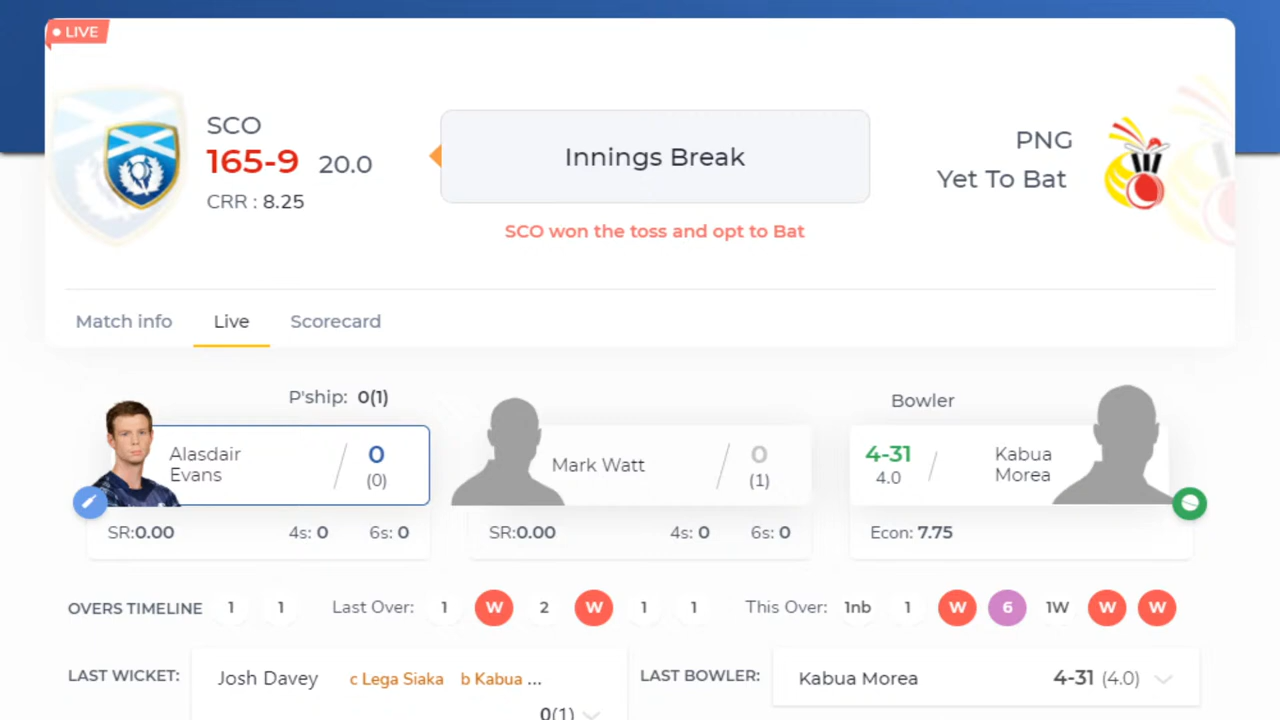 LIVE
SCO
165-9 20.0
CRR : 8.25
Innings Break
SCO won the toss and opt to Bat
PNG
Yet To Bat
Match info Live Scorecard
P'ship: 0(1)
Alasdair
Evans
0
(0)
SR:0.00 4s: 0 6s: 0
Mark Watt
0
(1)
SR:0.00 4s: 0 6s: 0
Bowler
4-31
4.0
Kabua
Morea
Econ: 7.75
OVERS TIMELINE 1 1 Last Over: 1 W 2 W 1 1 This Over: 1nb 1 W 6 1W W W
LAST WICKET: Josh Davey c Lega Siaka b Kabua ...
0(1)
LAST BOWLER: Kabua Morea 4-31 (4.0)